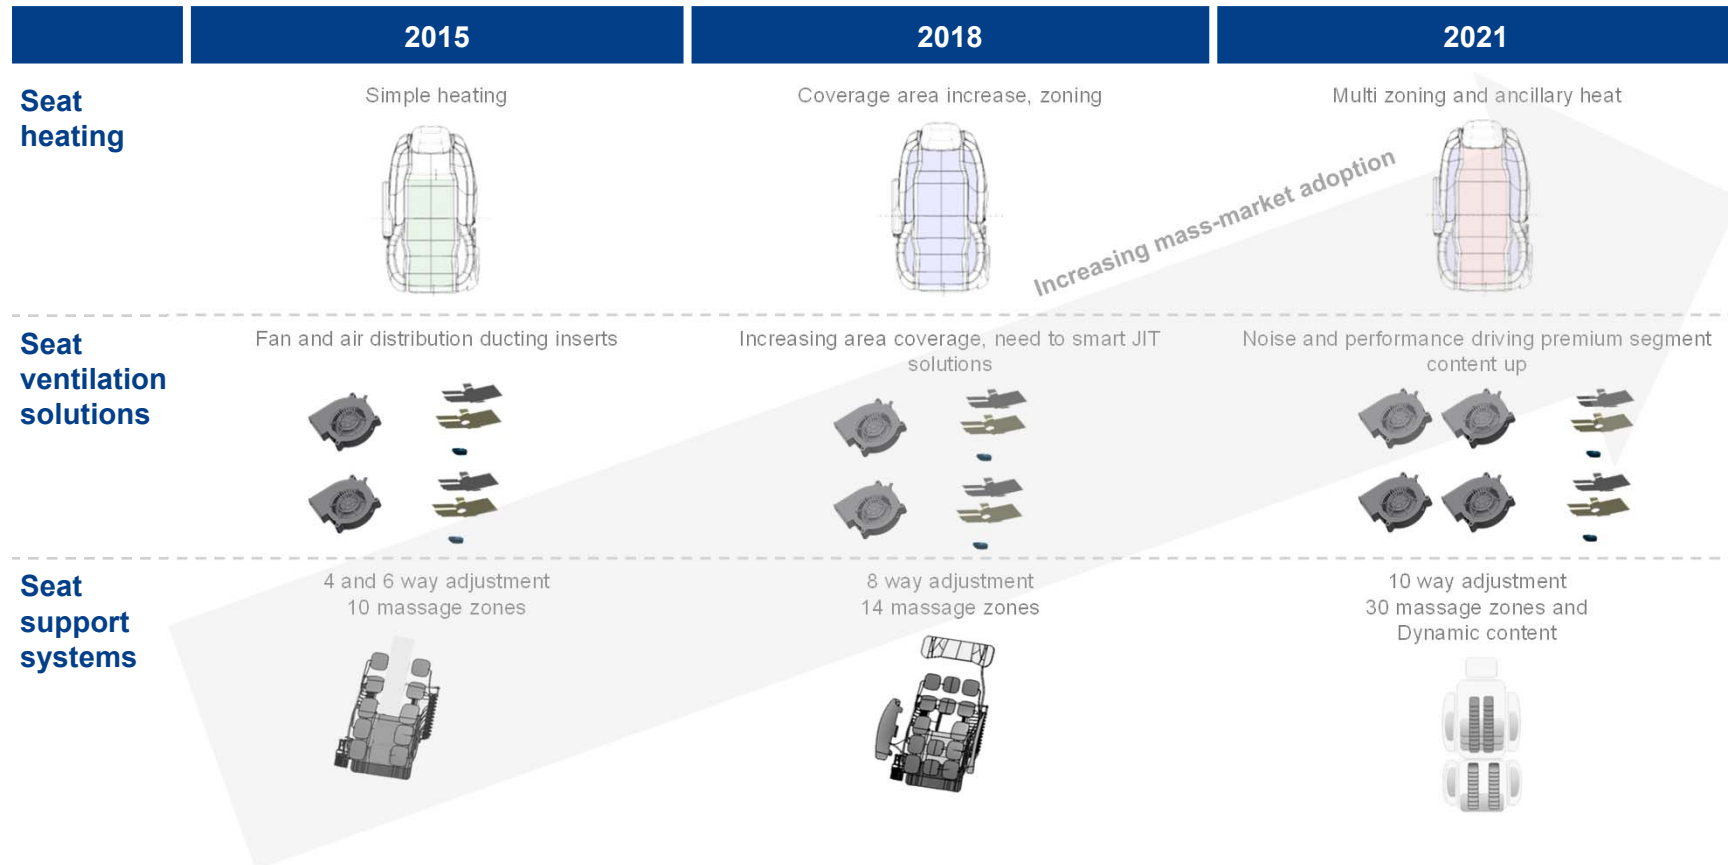 2015
2018
2021
Seat
heating
Simple heating
Coverage area increase, zoning
Multi zoning and ancillary heat
Increasing mass-market adoption
Seat
ventilation
solutions
Fan and air distribution ducting inserts
Increasing area coverage, need to smart JIT
solutions
Noise and performance driving premium segment
content up
Seat
support
systems
4 and 6 way adjustment
10 massage zones
8 way adjustment
14 massage zones
10 way adjustment
30 massage zones and
Dynamic content